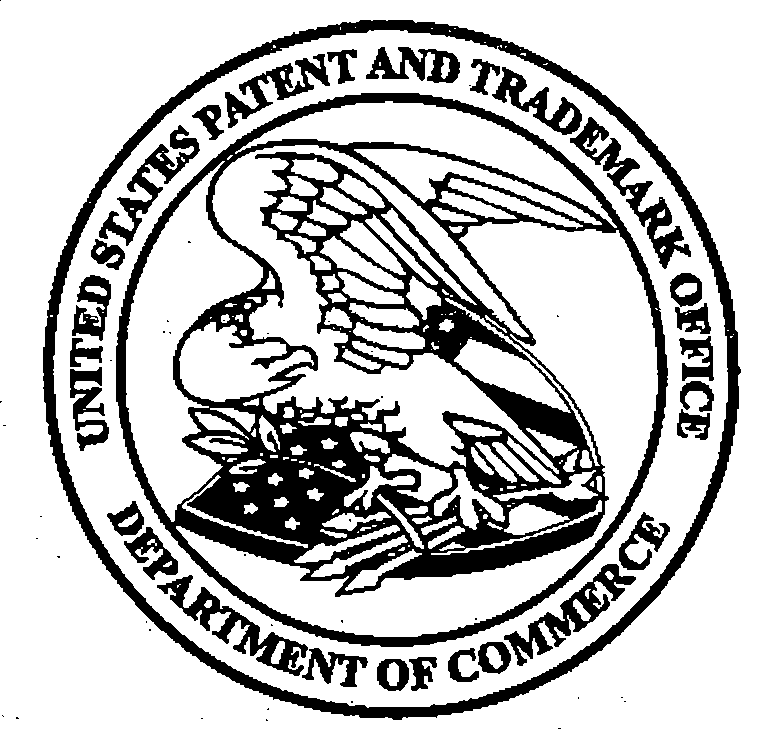 UNITED STATES PATENT AND TRADEMARK OFFICE
DEPARTMENT OF COMMERCE